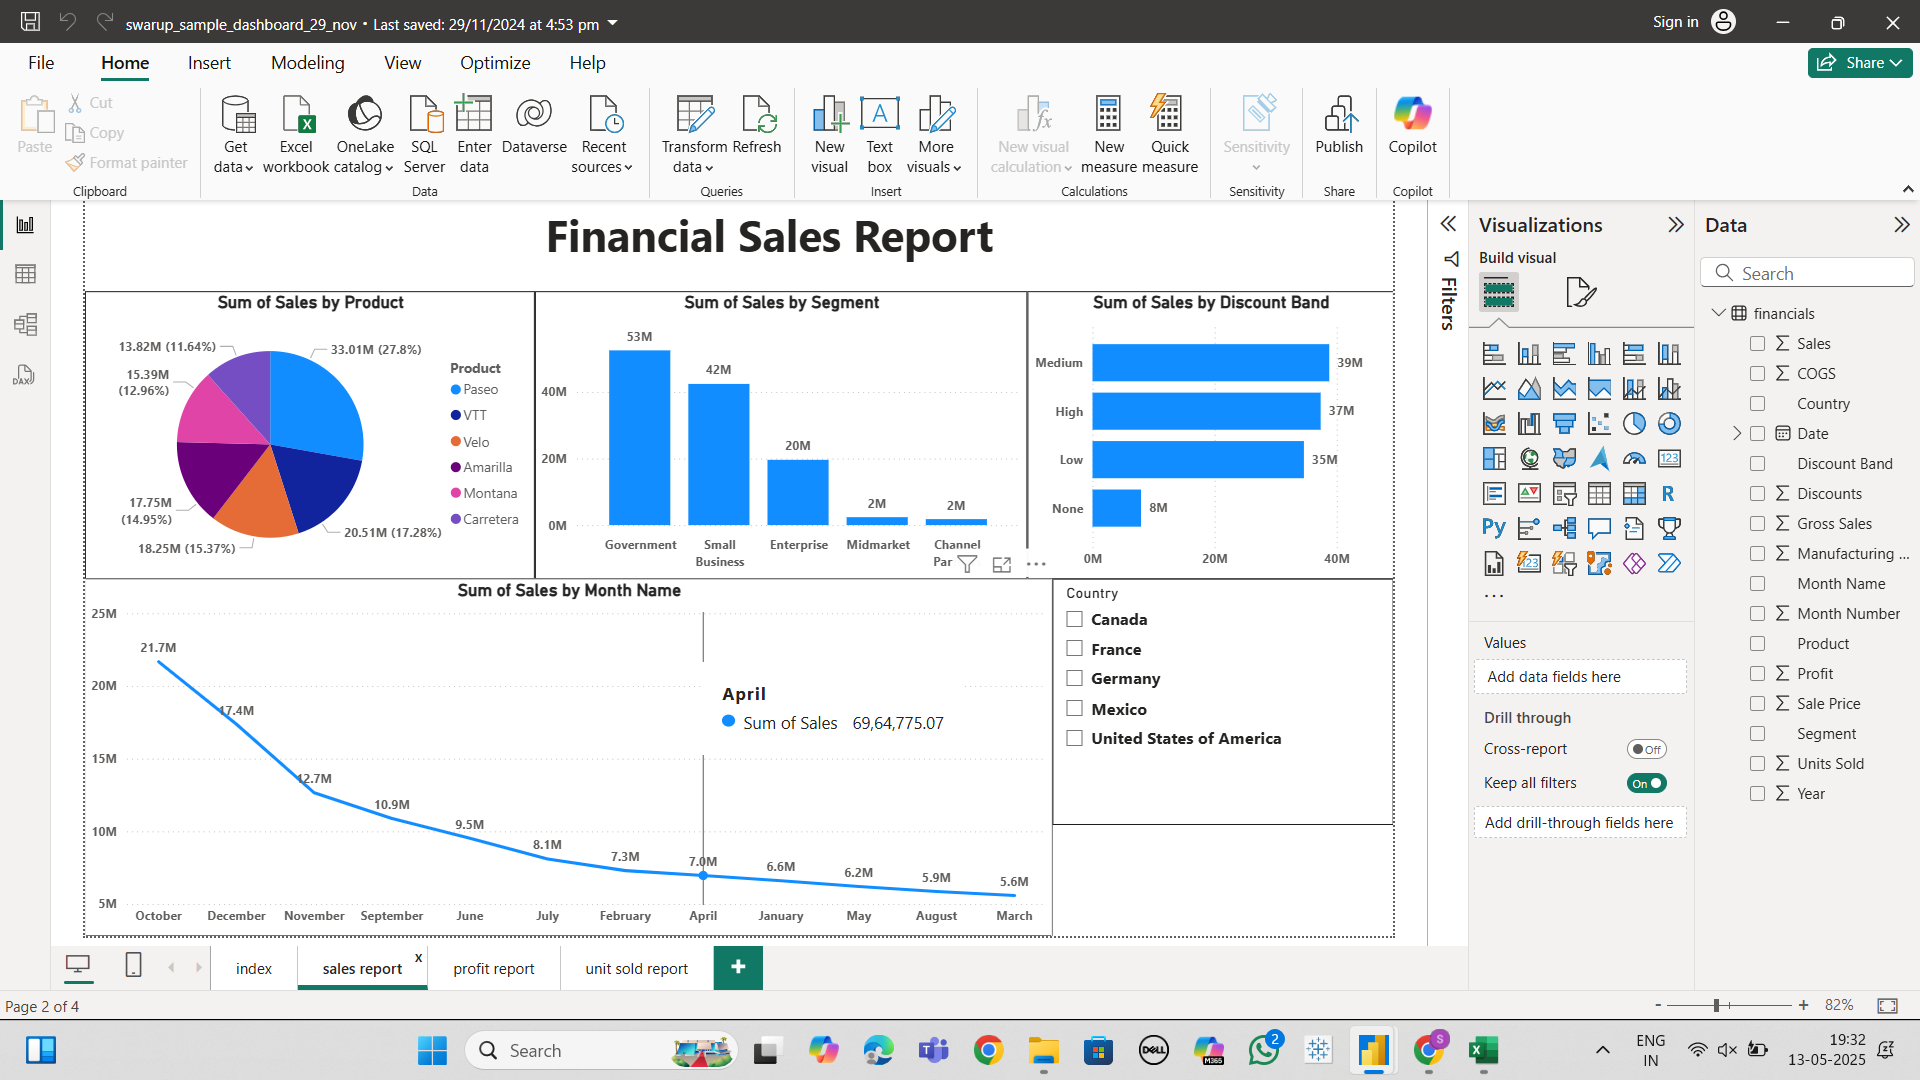 swarup_sample_dashboard_29_nov • Last saved: 29/11/2024 at 4:53 pm
Sign in
File Home Insert Modeling View Optimize Help
Share
Paste
Cut
Copy
Format painter
Clipboard
Get data
Excel workbook
OneLake catalog
SQL Server
Enter data
Dataverse
Recent sources
Data
Transform data
Refresh
Queries
New visual
Text box
More visuals
Insert
New visual calculation
New measure
Quick measure
Calculations
Sensitivity
Sensitivity
Publish
Share
Copilot
Copilot
Financial Sales Report
Sum of Sales by Product
13.82M (11.64%)
33.01M (27.8%)
15.39M
(12.96%)
17.75M
(14.95%)
18.25M (15.37%)
20.51M (17.28%)
Product
Paseo
VTT
Velo
Amarilla
Montana
Carretera
Sum of Sales by Segment
53M
42M
40M
20M
20M
2M
2M
0M
Government
Small
Business
Enterprise
Midmarket
Channel
Par
Sum of Sales by Discount Band
Medium 39M
High 37M
Low 35M
None 8M
0M 20M 40M
Sum of Sales by Month Name
25M
20M
15M
10M
5M
21.7M
17.4M
12.7M
10.9M
9.5M
8.1M
7.3M
7.0M
6.6M
6.2M
5.9M
5.6M
April
Sum of Sales 69,64,775.07
October December November September June July February April January May August March
Country
Canada
France
Germany
Mexico
United States of America
Filters
Visualizations
Build visual
123
R
Py
123
Values
Add data fields here
Drill through
Cross-report Off
Keep all filters On
Add drill-through fields here
Data
Search
financials
Sales
COGS
Country
Date
Discount Band
Discounts
Gross Sales
Manufacturing ...
Month Name
Month Number
Product
Profit
Sale Price
Segment
Units Sold
Year
DAX
index
sales report x
profit report
unit sold report
+
Page 2 of 4
- + 82%
Search
DELL
M365
2
S
ENG
IN
19:32
13-05-2025